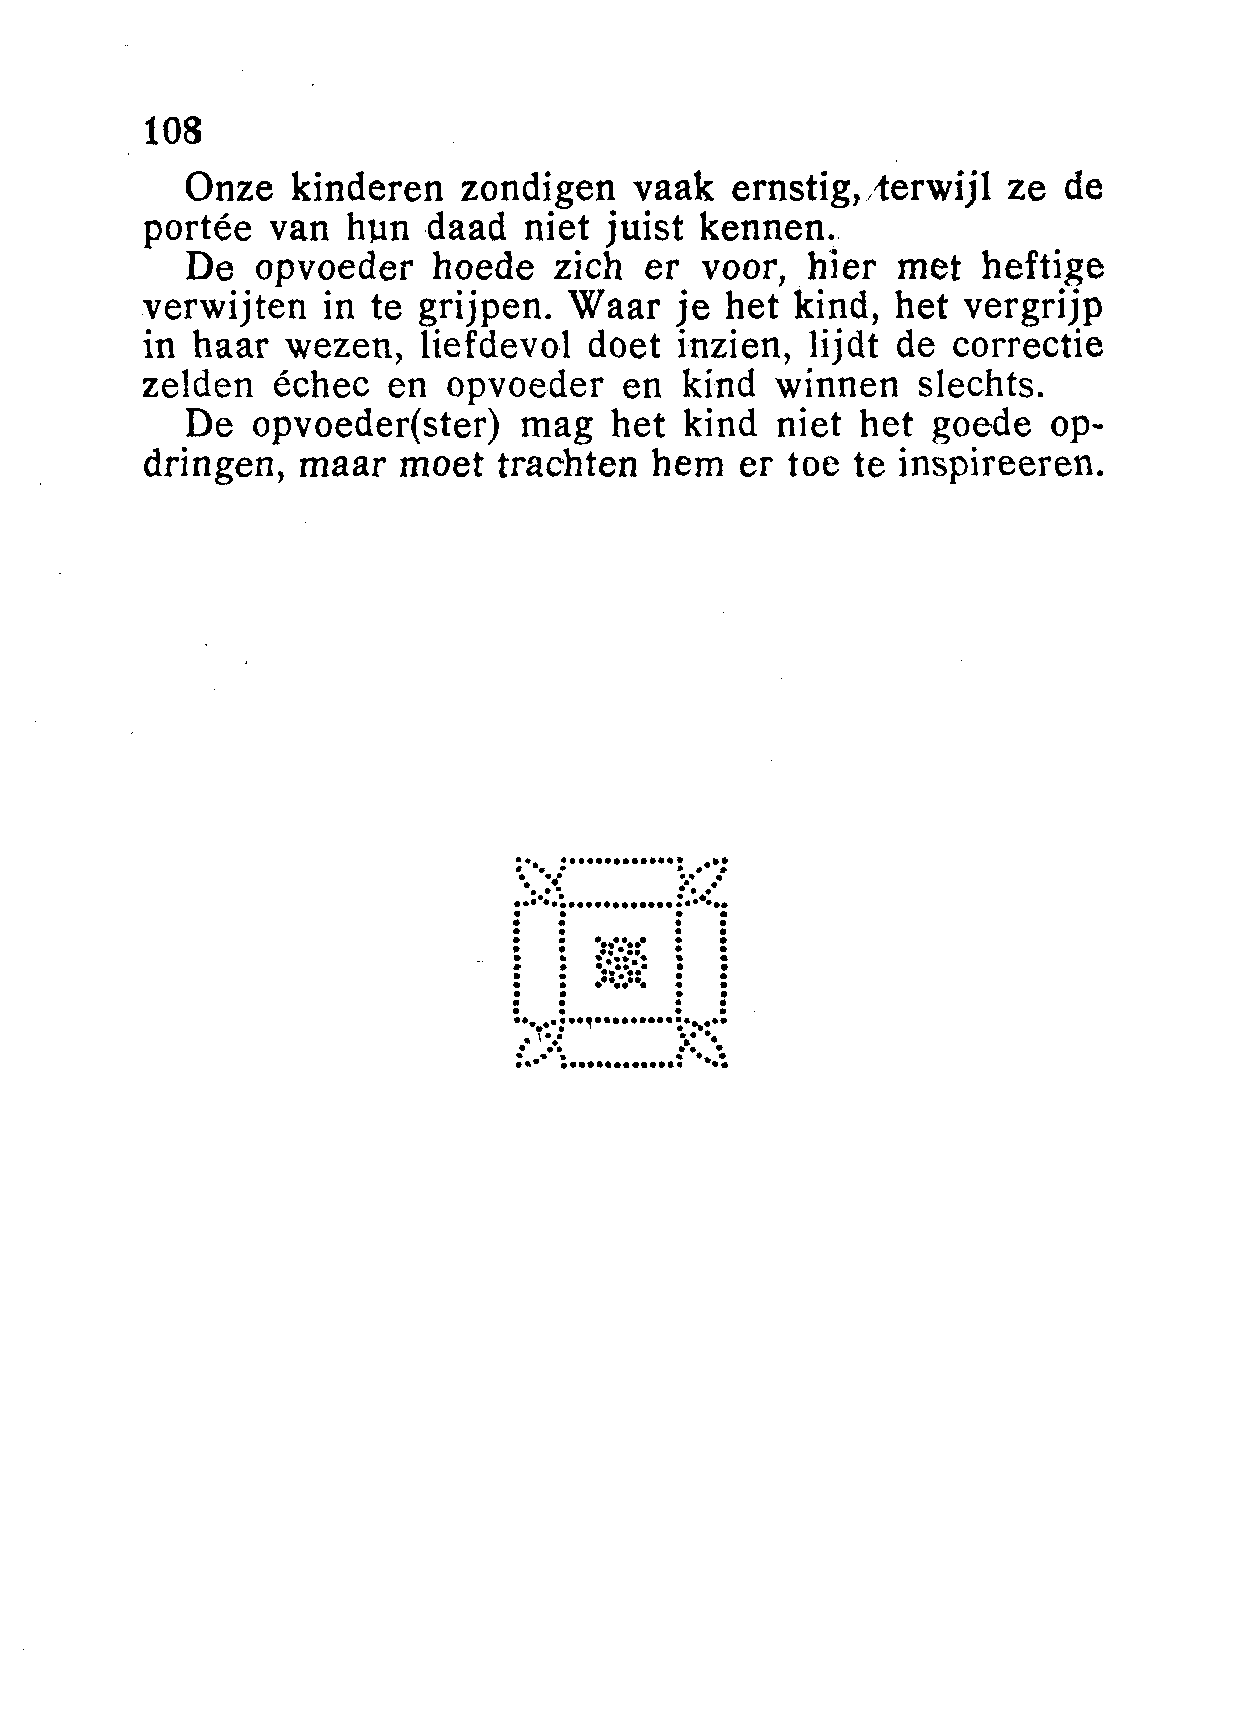 108
Onze kinderen zondigen vaak ernstig, terwijl ze de
portée van hun daad niet juist kennen.
De opvoeder hoede zich er voor, hier met heftige
verwijten in te grijpen. Waar je het kind, het vergrijp
in haar wezen, liefdevol doet inzien, lijdt de correctie
zelden échec en opvoeder en kind winnen slechts.
De opvoeder(ster) mag het kind niet het goede op-
dringen, maar moet trachten hem er toe te inspireeren.